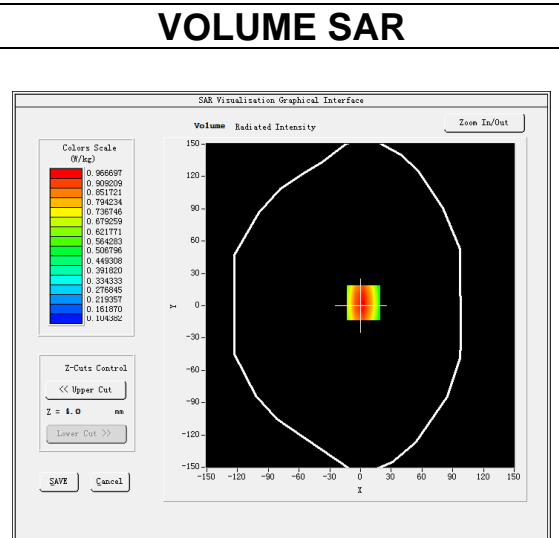 VOLUME SAR
SAR Visualisation Graphical Interface
Volume Radiated Intensity
Zoom In/Out
Colors Scale
(W/kg)
0.966697
0.909209
0.851721
0.794234
0.736746
0.679259
0.621771
0.564283
0.506796
0.449308
0.391820
0.334333
0.276845
0.219357
0.161870
0.104382
150
120
90
60
30
0
-30
-60
-90
-120
-150
Y
-150 -120 -90 -60 -30 0 30 60 90 120 150
X
Z-Cuts Control
<< Upper Cut
Z = 4.0 mm
Lower Cut >>
SAVE Cancel